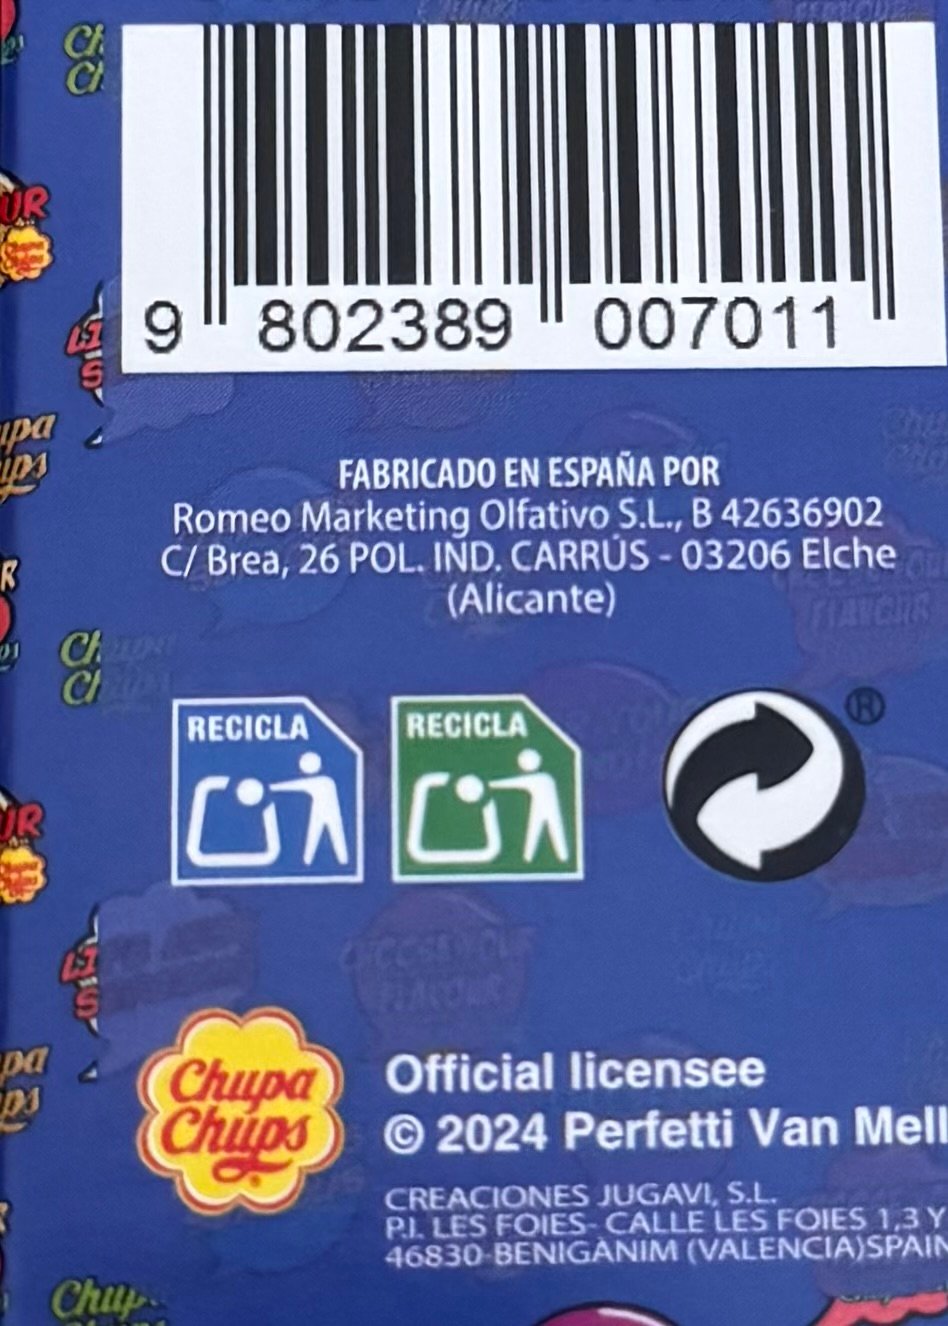 9 802389 007011
FABRICADO EN ESPAÑA POR
Romeo Marketing Olfativo S.L., B 42636902
C/ Brea, 26 POL. IND. CARRÚS - 03206 Elche
(Alicante)
RECICLA
RECICLA
®
Chupa
Chups
Official licensee
© 2024 Perfetti Van Mell
CREACIONES JUGAVI, S.L.
P.I. LES FOIES- CALLE LES FOIES 1,3 Y
46830-BENIGÀNIM (VALENCIA)SPAIN